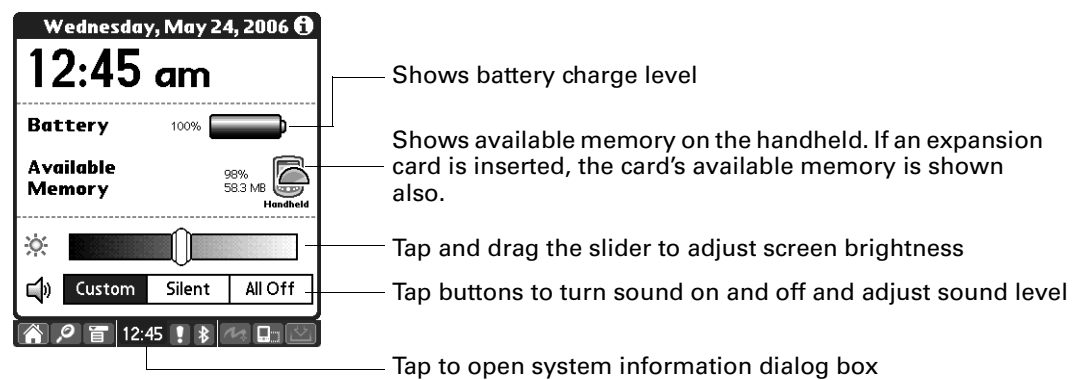 Wednesday, May 24, 2006
12:45 am
Shows battery charge level
Battery 100%
Shows available memory on the handheld. If an expansion
card is inserted, the card's available memory is shown
also.
Available
Memory
98%
58.3 MB
Handheld
Tap and drag the slider to adjust screen brightness
Custom Silent All Off
Tap buttons to turn sound on and off and adjust sound level
12:45
Tap to open system information dialog box